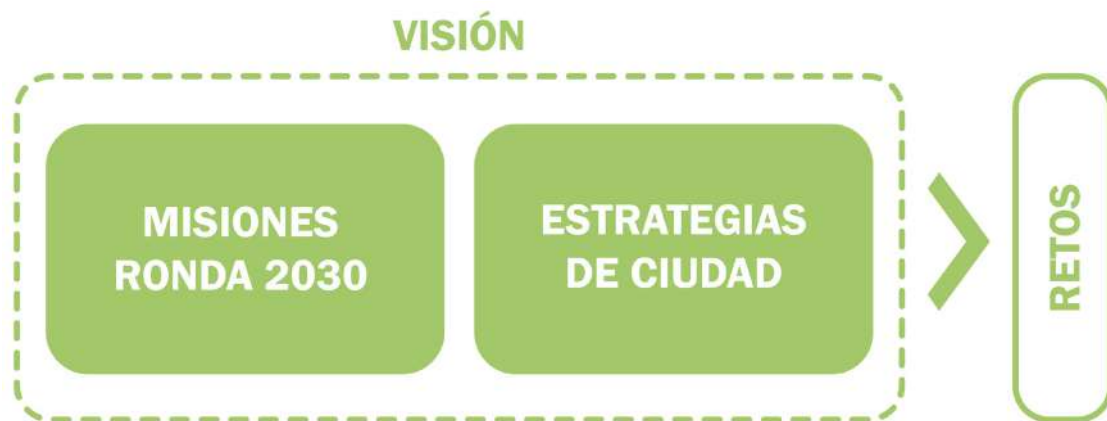 VISIÓN
MISIONES
RONDA 2030
ESTRATEGIAS
DE CIUDAD
RETOS